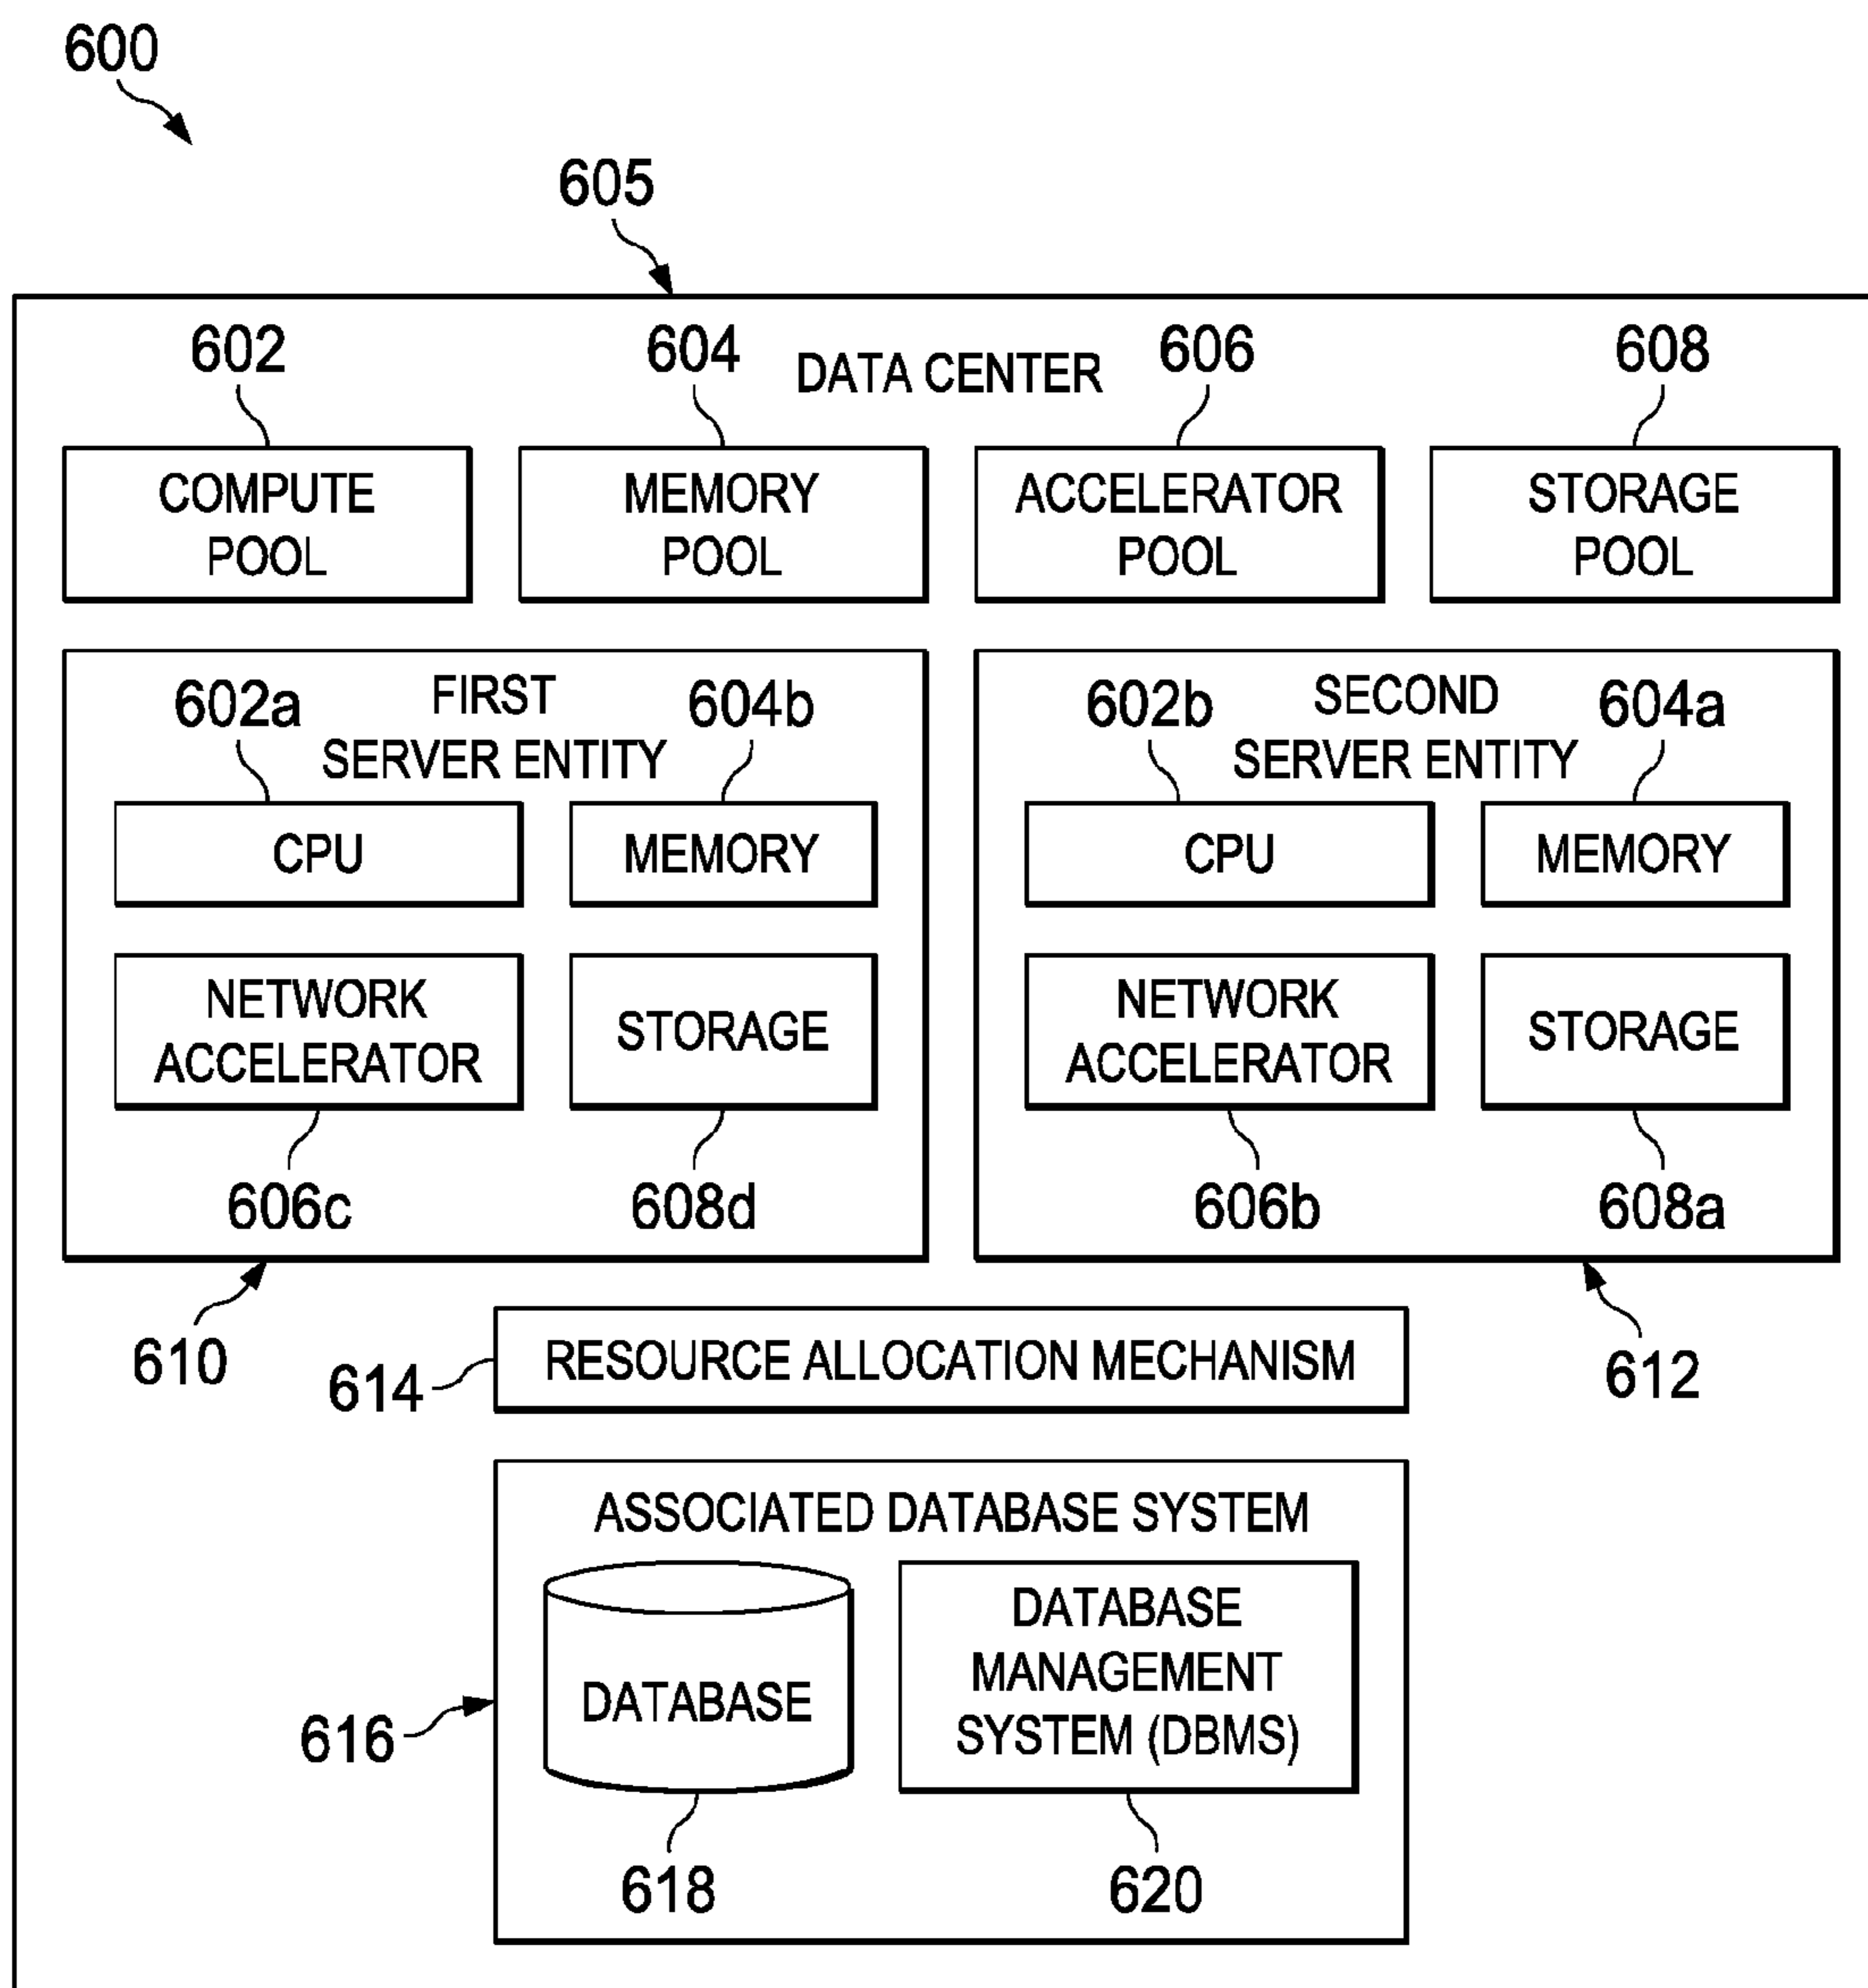 600
605
602
604
DATA CENTER
606
608
COMPUTE
POOL
MEMORY
POOL
ACCELERATOR
POOL
STORAGE
POOL
602a
FIRST
SERVER ENTITY
604b
CPU
MEMORY
NETWORK
ACCELERATOR
STORAGE
606c
608d
610
602b
SECOND
SERVER ENTITY
604a
CPU
MEMORY
NETWORK
ACCELERATOR
STORAGE
606b
608a
612
614
RESOURCE ALLOCATION MECHANISM
616
ASSOCIATED DATABASE SYSTEM
DATABASE
DATABASE
MANAGEMENT
SYSTEM (DBMS)
618
620